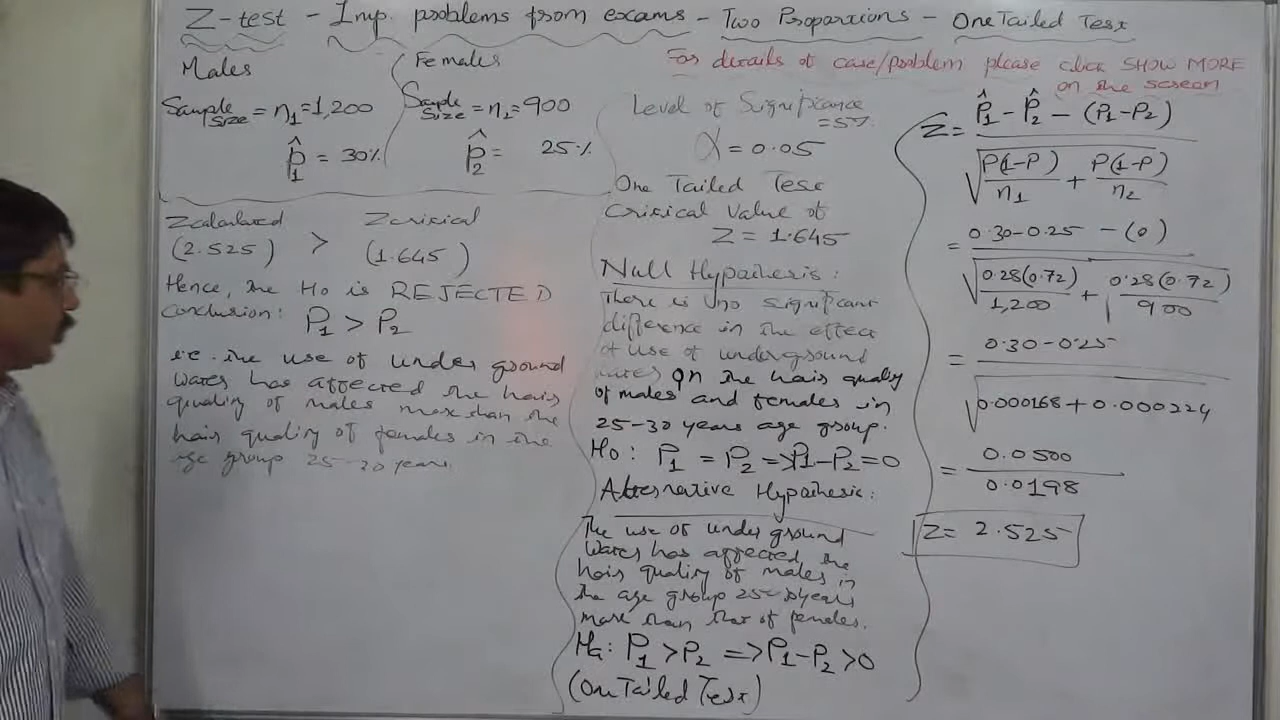 Z-test - Imp. problems from exams - Two Proportions - One Tailed Test
For details of case/problem please click SHOW MORE
on the screen
Males
Sample Size = n₁ = 1,200
p̂₁ = 30%
Females
Sample Size = n₂ = 900
p̂₂ = 25%
Zcalculated > Zcritical
(2.525) (1.645)
Hence, the Ho is REJECTED
Conclusion: P₁ > P₂
i.e. the use of under ground
water has affected the hair
quality of males more than the
hair quality of females in the
age group 25-30 years.
Level of Significance
= 5%
α = 0.05
One Tailed Test
Critical Value of
Z = 1.645
Null Hypothesis:
There is no significant
difference in the effect
of use of underground
water on the hair quality
of males and females in
25-30 years age group.
Ho: P₁ = P₂ => P₁-P₂ = 0
Alternative Hypothesis:
The use of under ground
water has affected the
hair quality of males in
the age group 25-30 years
more than that of females.
Ha: P₁ > P₂ => P₁-P₂ > 0
(One Tailed Test)
Z = p̂₁ - p̂₂ - (P₁-P₂)
√ P(1-P)/n₁ + P(1-P)/n₂
= 0.30-0.25 - (0)
√ 0.28(0.72)/1,200 + 0.28(0.72)/900
= 0.30-0.25
√ 0.000168 + 0.000224
= 0.0500
0.0198
Z = 2.525